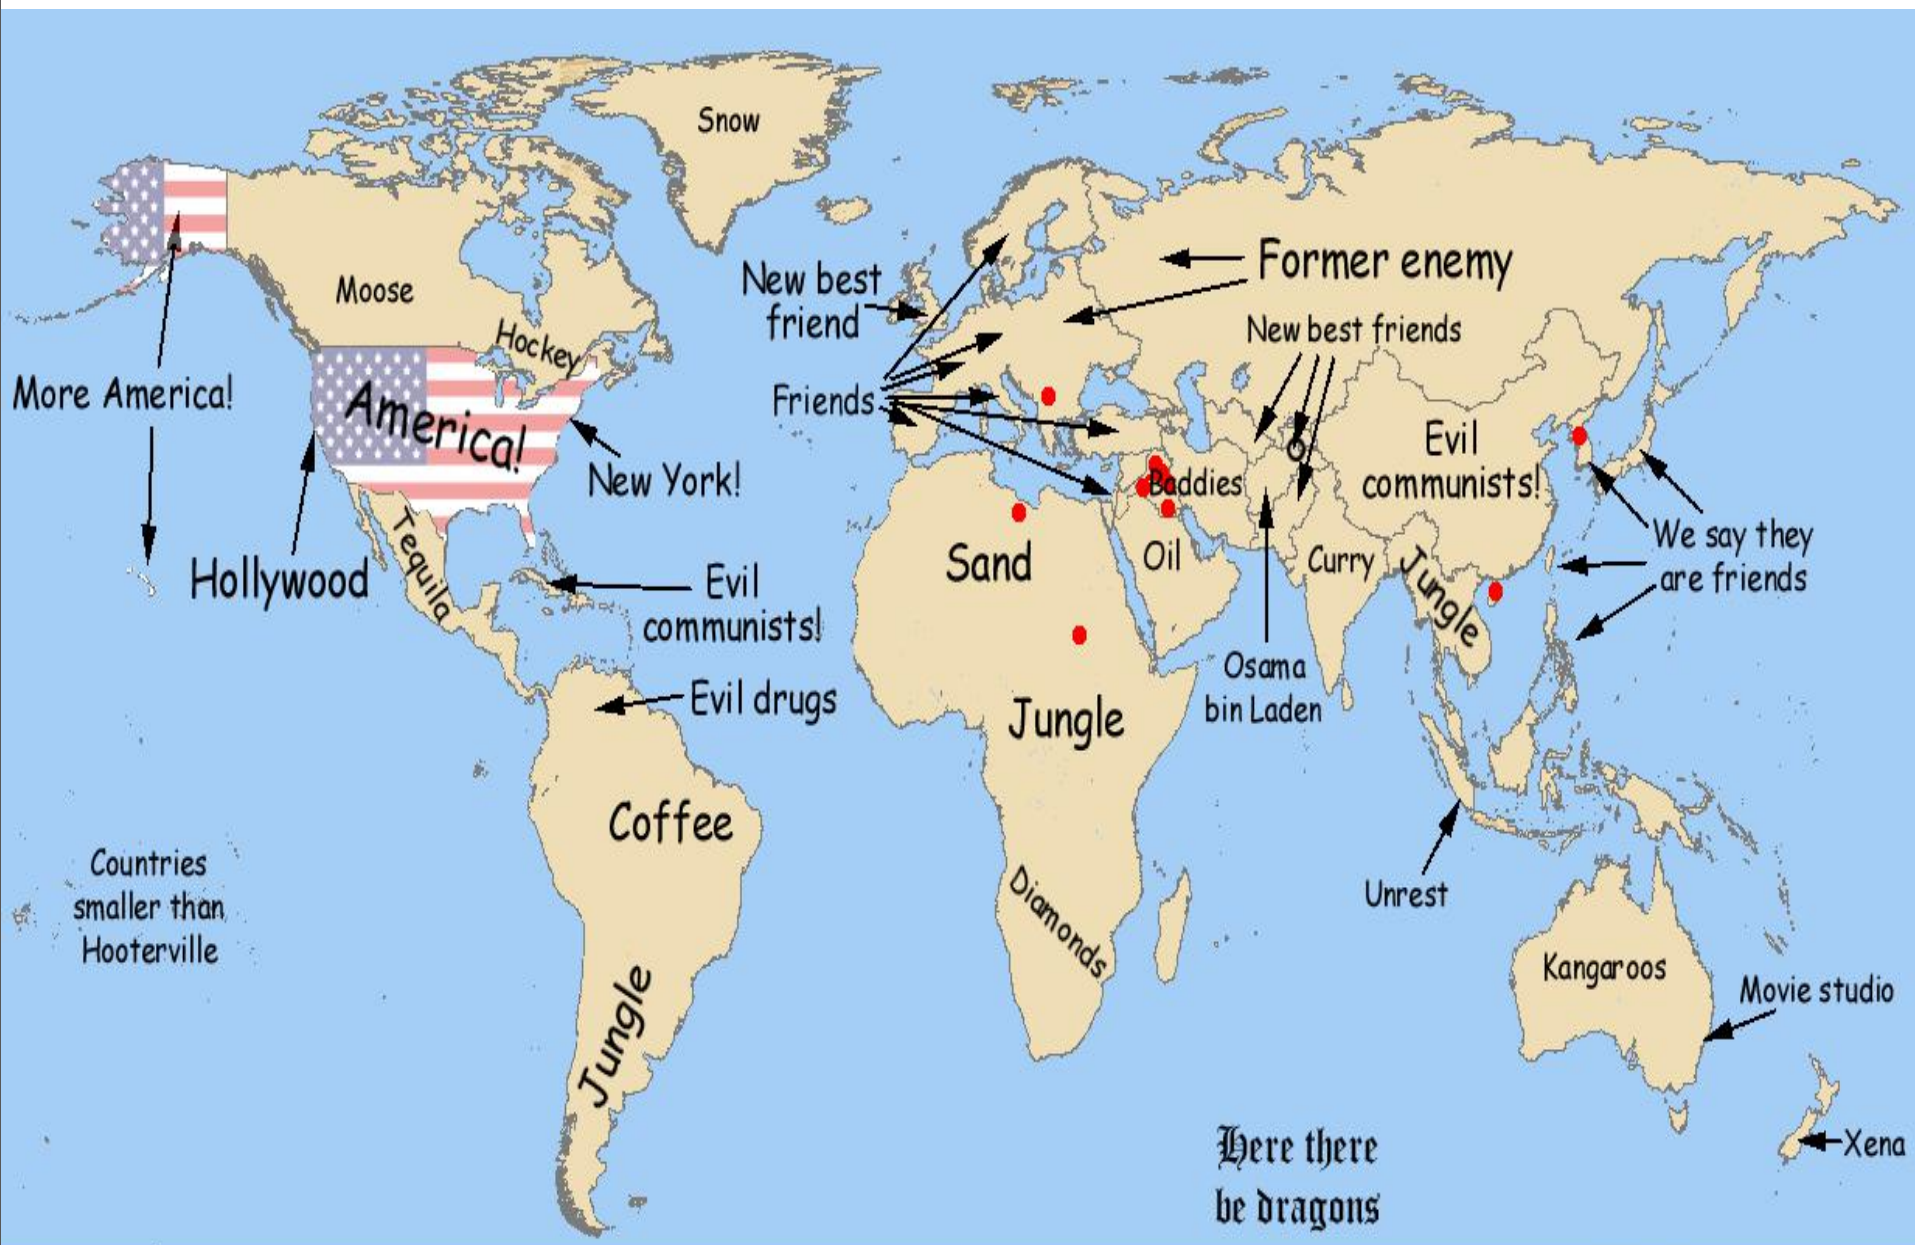 Snow
Moose
Hockey
New best
friend
Former enemy
New best friends
More America!
America!
New York!
Friends
Hollywood
Tequila
Evil
communists!
Evil drugs
Baddies
Evil
communists!
Sand
Oil
Curry
Jungle
We say they
are friends
Osama
bin Laden
Jungle
Coffee
Countries
smaller than
Hooterville
Diamonds
Unrest
Jungle
Kangaroos
Movie studio
Here there
be dragons
Xena